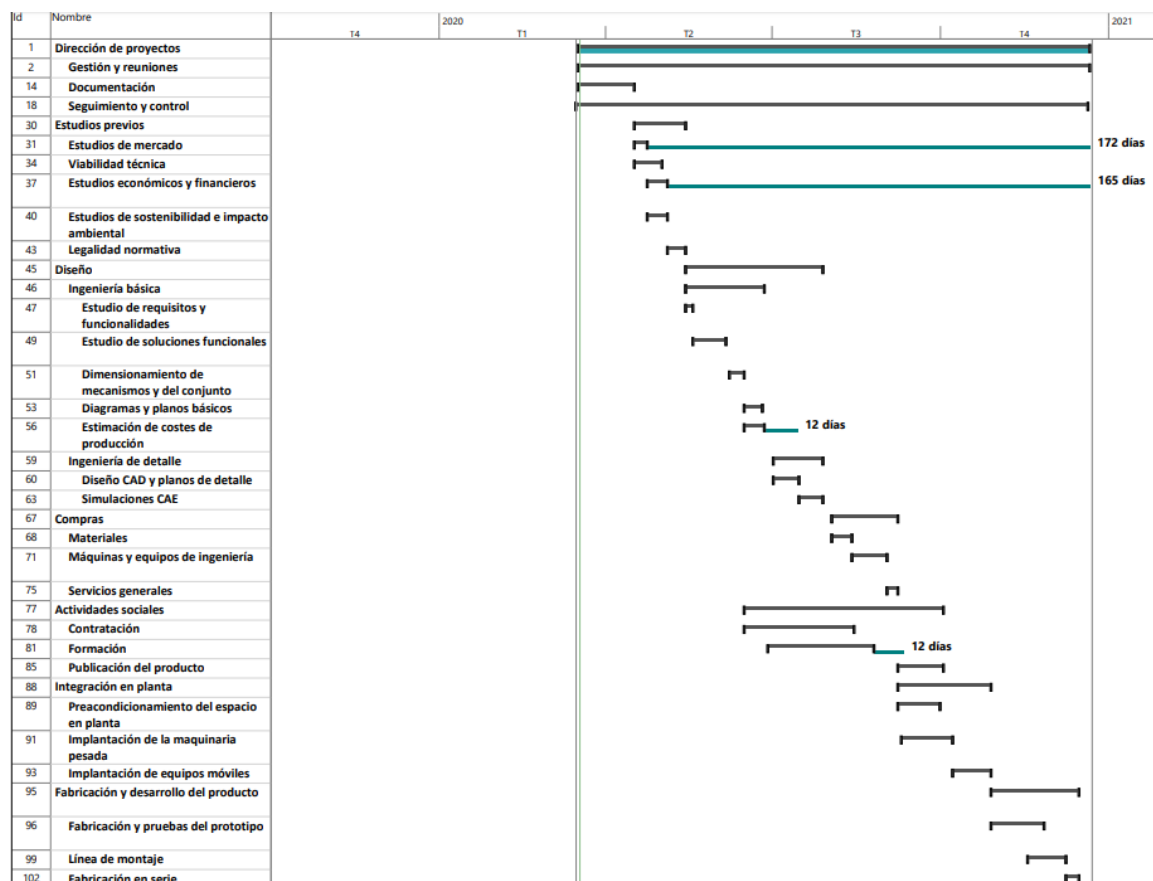 Id Nombre 2020 2021
T4 T1 T2 T3 T4
1 Dirección de proyectos
2 Gestión y reuniones
14 Documentación
18 Seguimiento y control
30 Estudios previos
31 Estudios de mercado 172 días
34 Viabilidad técnica
37 Estudios económicos y financieros 165 días
40 Estudios de sostenibilidad e impacto
ambiental
43 Legalidad normativa
45 Diseño
46 Ingeniería básica
47 Estudio de requisitos y
funcionalidades
49 Estudio de soluciones funcionales
51 Dimensionamiento de
mecanismos y del conjunto
53 Diagramas y planos básicos
56 Estimación de costes de 12 días
producción
59 Ingeniería de detalle
60 Diseño CAD y planos de detalle
63 Simulaciones CAE
67 Compras
68 Materiales
71 Máquinas y equipos de ingeniería
75 Servicios generales
77 Actividades sociales
78 Contratación
81 Formación 12 días
85 Publicación del producto
88 Integración en planta
89 Preacondicionamiento del espacio
en planta
91 Implantación de la maquinaria
pesada
93 Implantación de equipos móviles
95 Fabricación y desarrollo del producto
96 Fabricación y pruebas del prototipo
99 Línea de montaje
102 Fabricación en serie